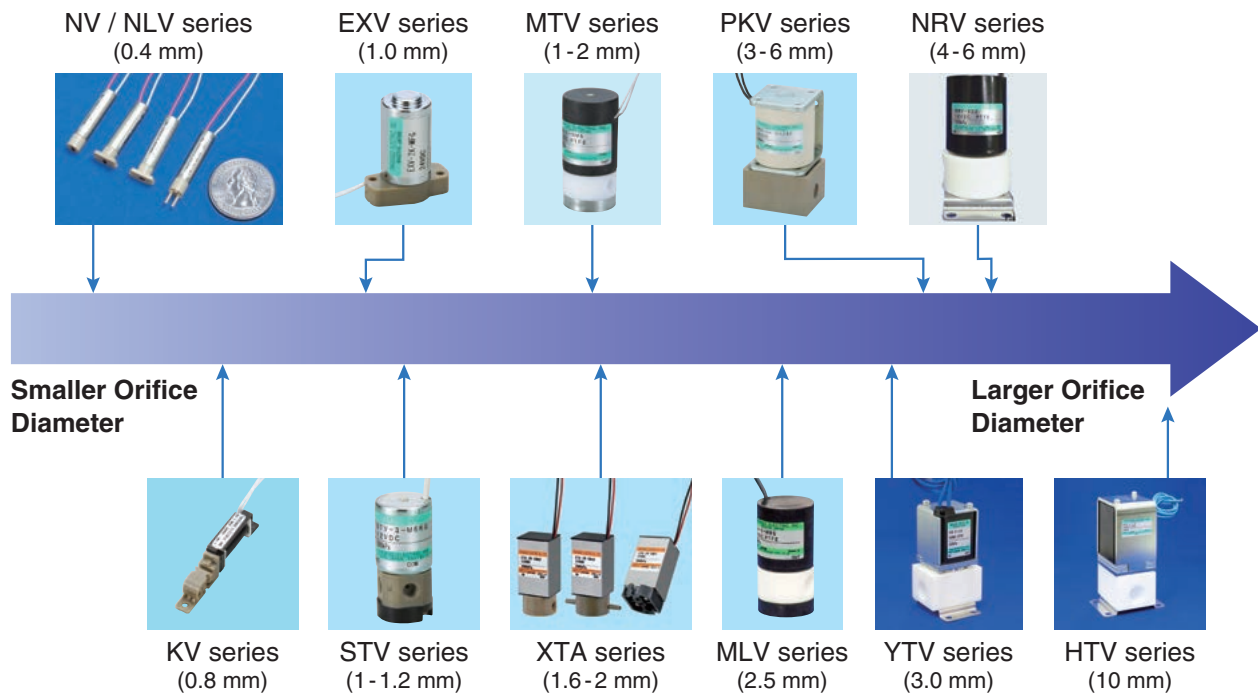 NV / NLV series
(0.4 mm)
EXV series
(1.0 mm)
MTV series
(1-2 mm)
PKV series
(3-6 mm)
NRV series
(4-6 mm)
Smaller Orifice
Diameter
Larger Orifice
Diameter
KV series
(0.8 mm)
STV series
(1-1.2 mm)
XTA series
(1.6-2 mm)
MLV series
(2.5 mm)
YTV series
(3.0 mm)
HTV series
(10 mm)